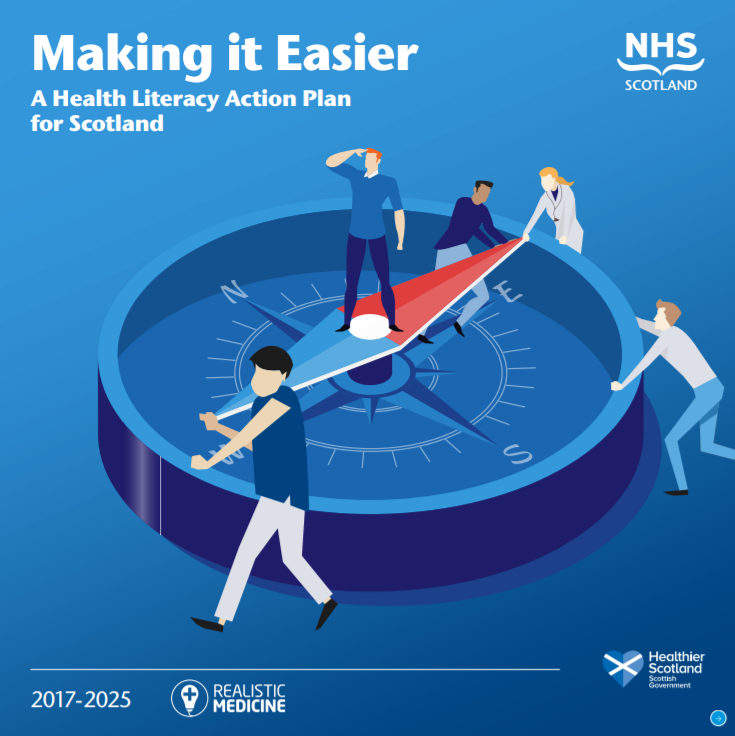 Making it Easier
A Health Literacy Action Plan
for Scotland
NHS
SCOTLAND
N
E
W
S
2017-2025
REALISTIC
MEDICINE
Healthier
Scotland
Scottish
Government